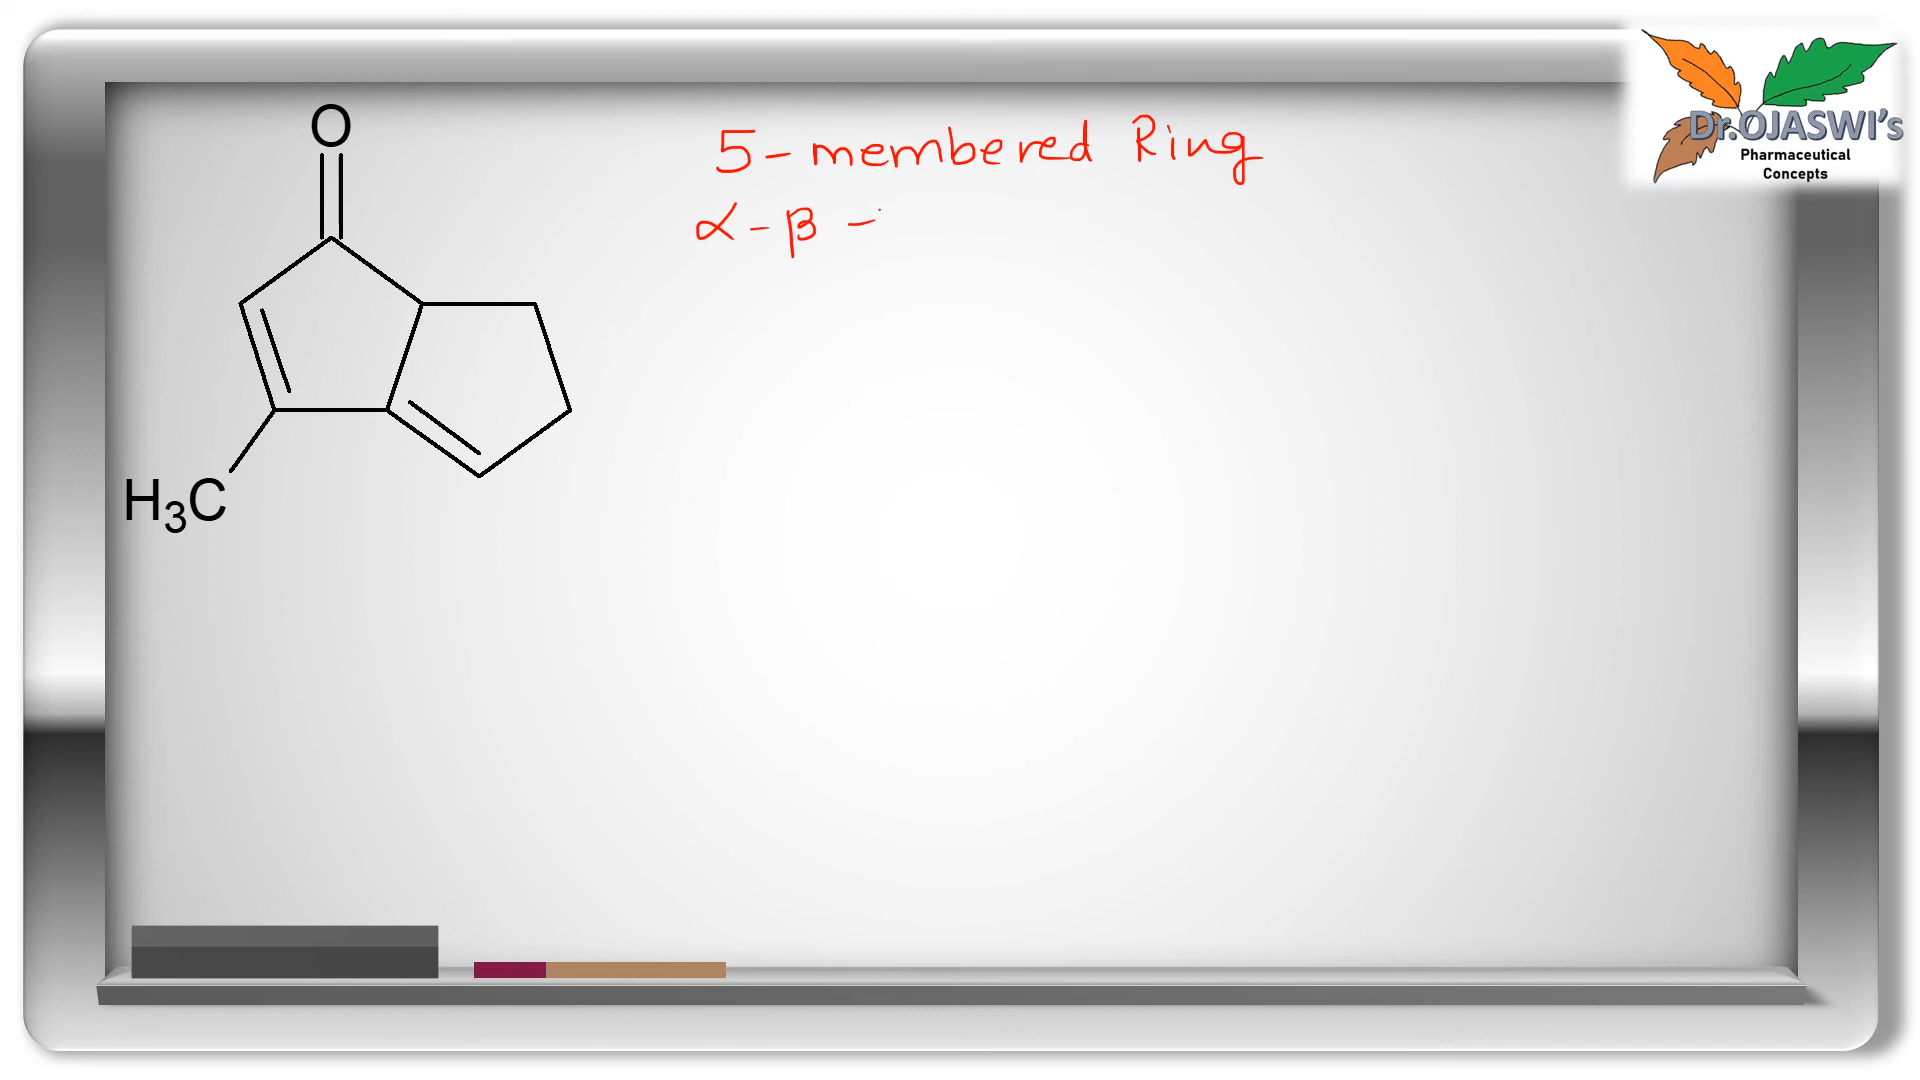 O
H₃C
5-membered Ring
α-β-
Dr.OJASWI's
Pharmaceutical
Concepts